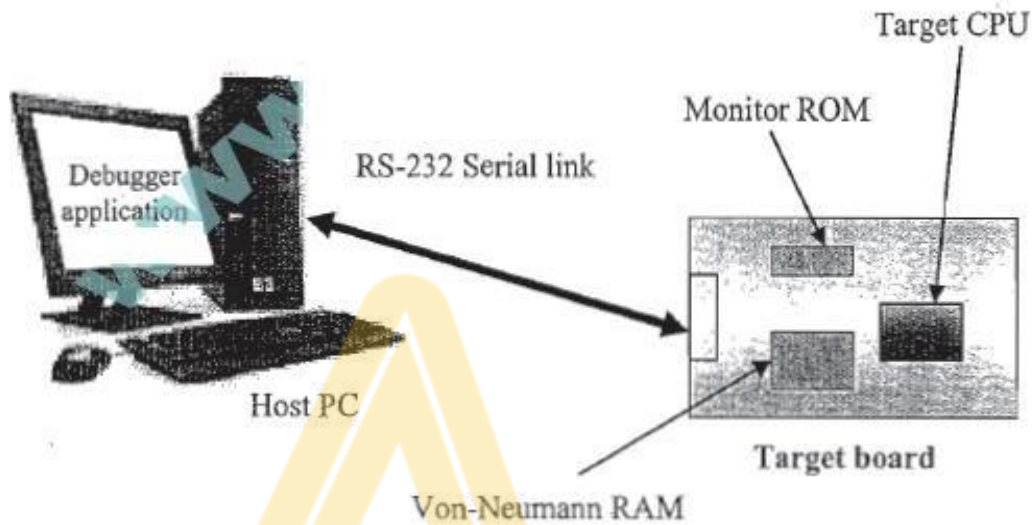 Target CPU
Monitor ROM
RS-232 Serial link
Debugger
application
Host PC
Target board
Von-Neumann RAM